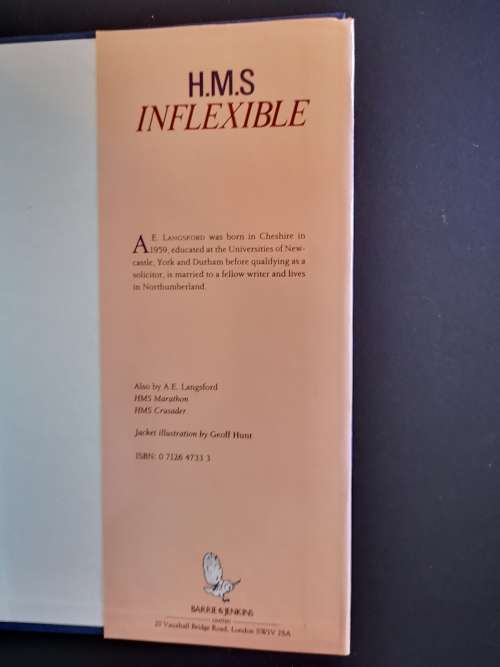 H.M.S
INFLEXIBLE
A.E. LANGSFORD was born in Cheshire in
1959, educated at the Universities of New-
castle, York and Durham before qualifying as a
solicitor, is married to a fellow writer and lives
in Northumberland.
Also by A.E. Langsford
HMS Marathon
HMS Crusader
Jacket illustration by Geoff Hunt
ISBN: 0 7126 4733 3
BARRIE & JENKINS
LIMITED
20 Vauxhall Bridge Road, London SW1V 2SA